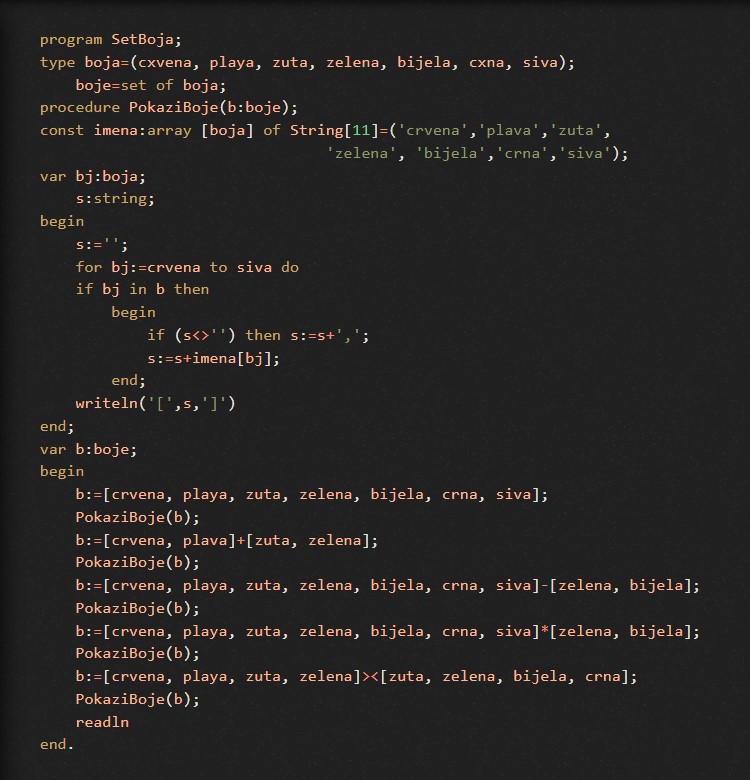 program SetBoja;
type boja=(cxvena, playa, zuta, zelena, bijela, cxna, siva);
boje=set of boja;
procedure PokaziBoje(b:boje);
const imena:array [boja] of String[11]=('crvena','plava','zuta',
'zelena', 'bijela','crna','siva');
var bj:boja;
s:string;
begin
s:='';
for bj:=crvena to siva do
if bj in b then
begin
if (s<>'') then s:=s+',';
s:=s+imena[bj];
end;
writeln('[',s,']')
end;
var b:boje;
begin
b:=[crvena, playa, zuta, zelena, bijela, crna, siva];
PokaziBoje(b);
b:=[crvena, plava]+[zuta, zelena];
PokaziBoje(b);
b:=[crvena, playa, zuta, zelena, bijela, crna, siva]-[zelena, bijela];
PokaziBoje(b);
b:=[crvena, playa, zuta, zelena, bijela, crna, siva]*[zelena, bijela];
PokaziBoje(b);
b:=[crvena, playa, zuta, zelena]><[zuta, zelena, bijela, crna];
PokaziBoje(b);
readln
end.